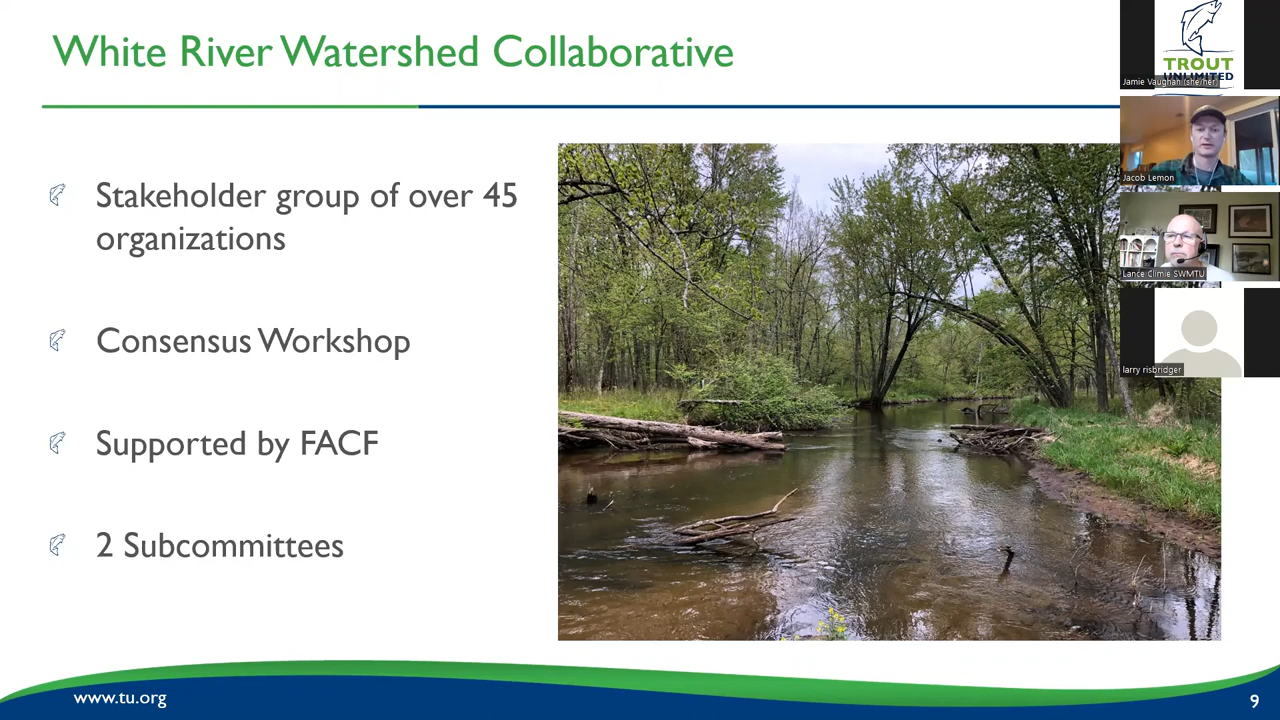 White River Watershed Collaborative
Stakeholder group of over 45
organizations
Consensus Workshop
Supported by FACF
2 Subcommittees
www.tu.org
9
TROUT
UNLIMITED
Jamie Vaughan (she/her)
Jacob Lemon
Lance Climie SWMTU
larry risbridger